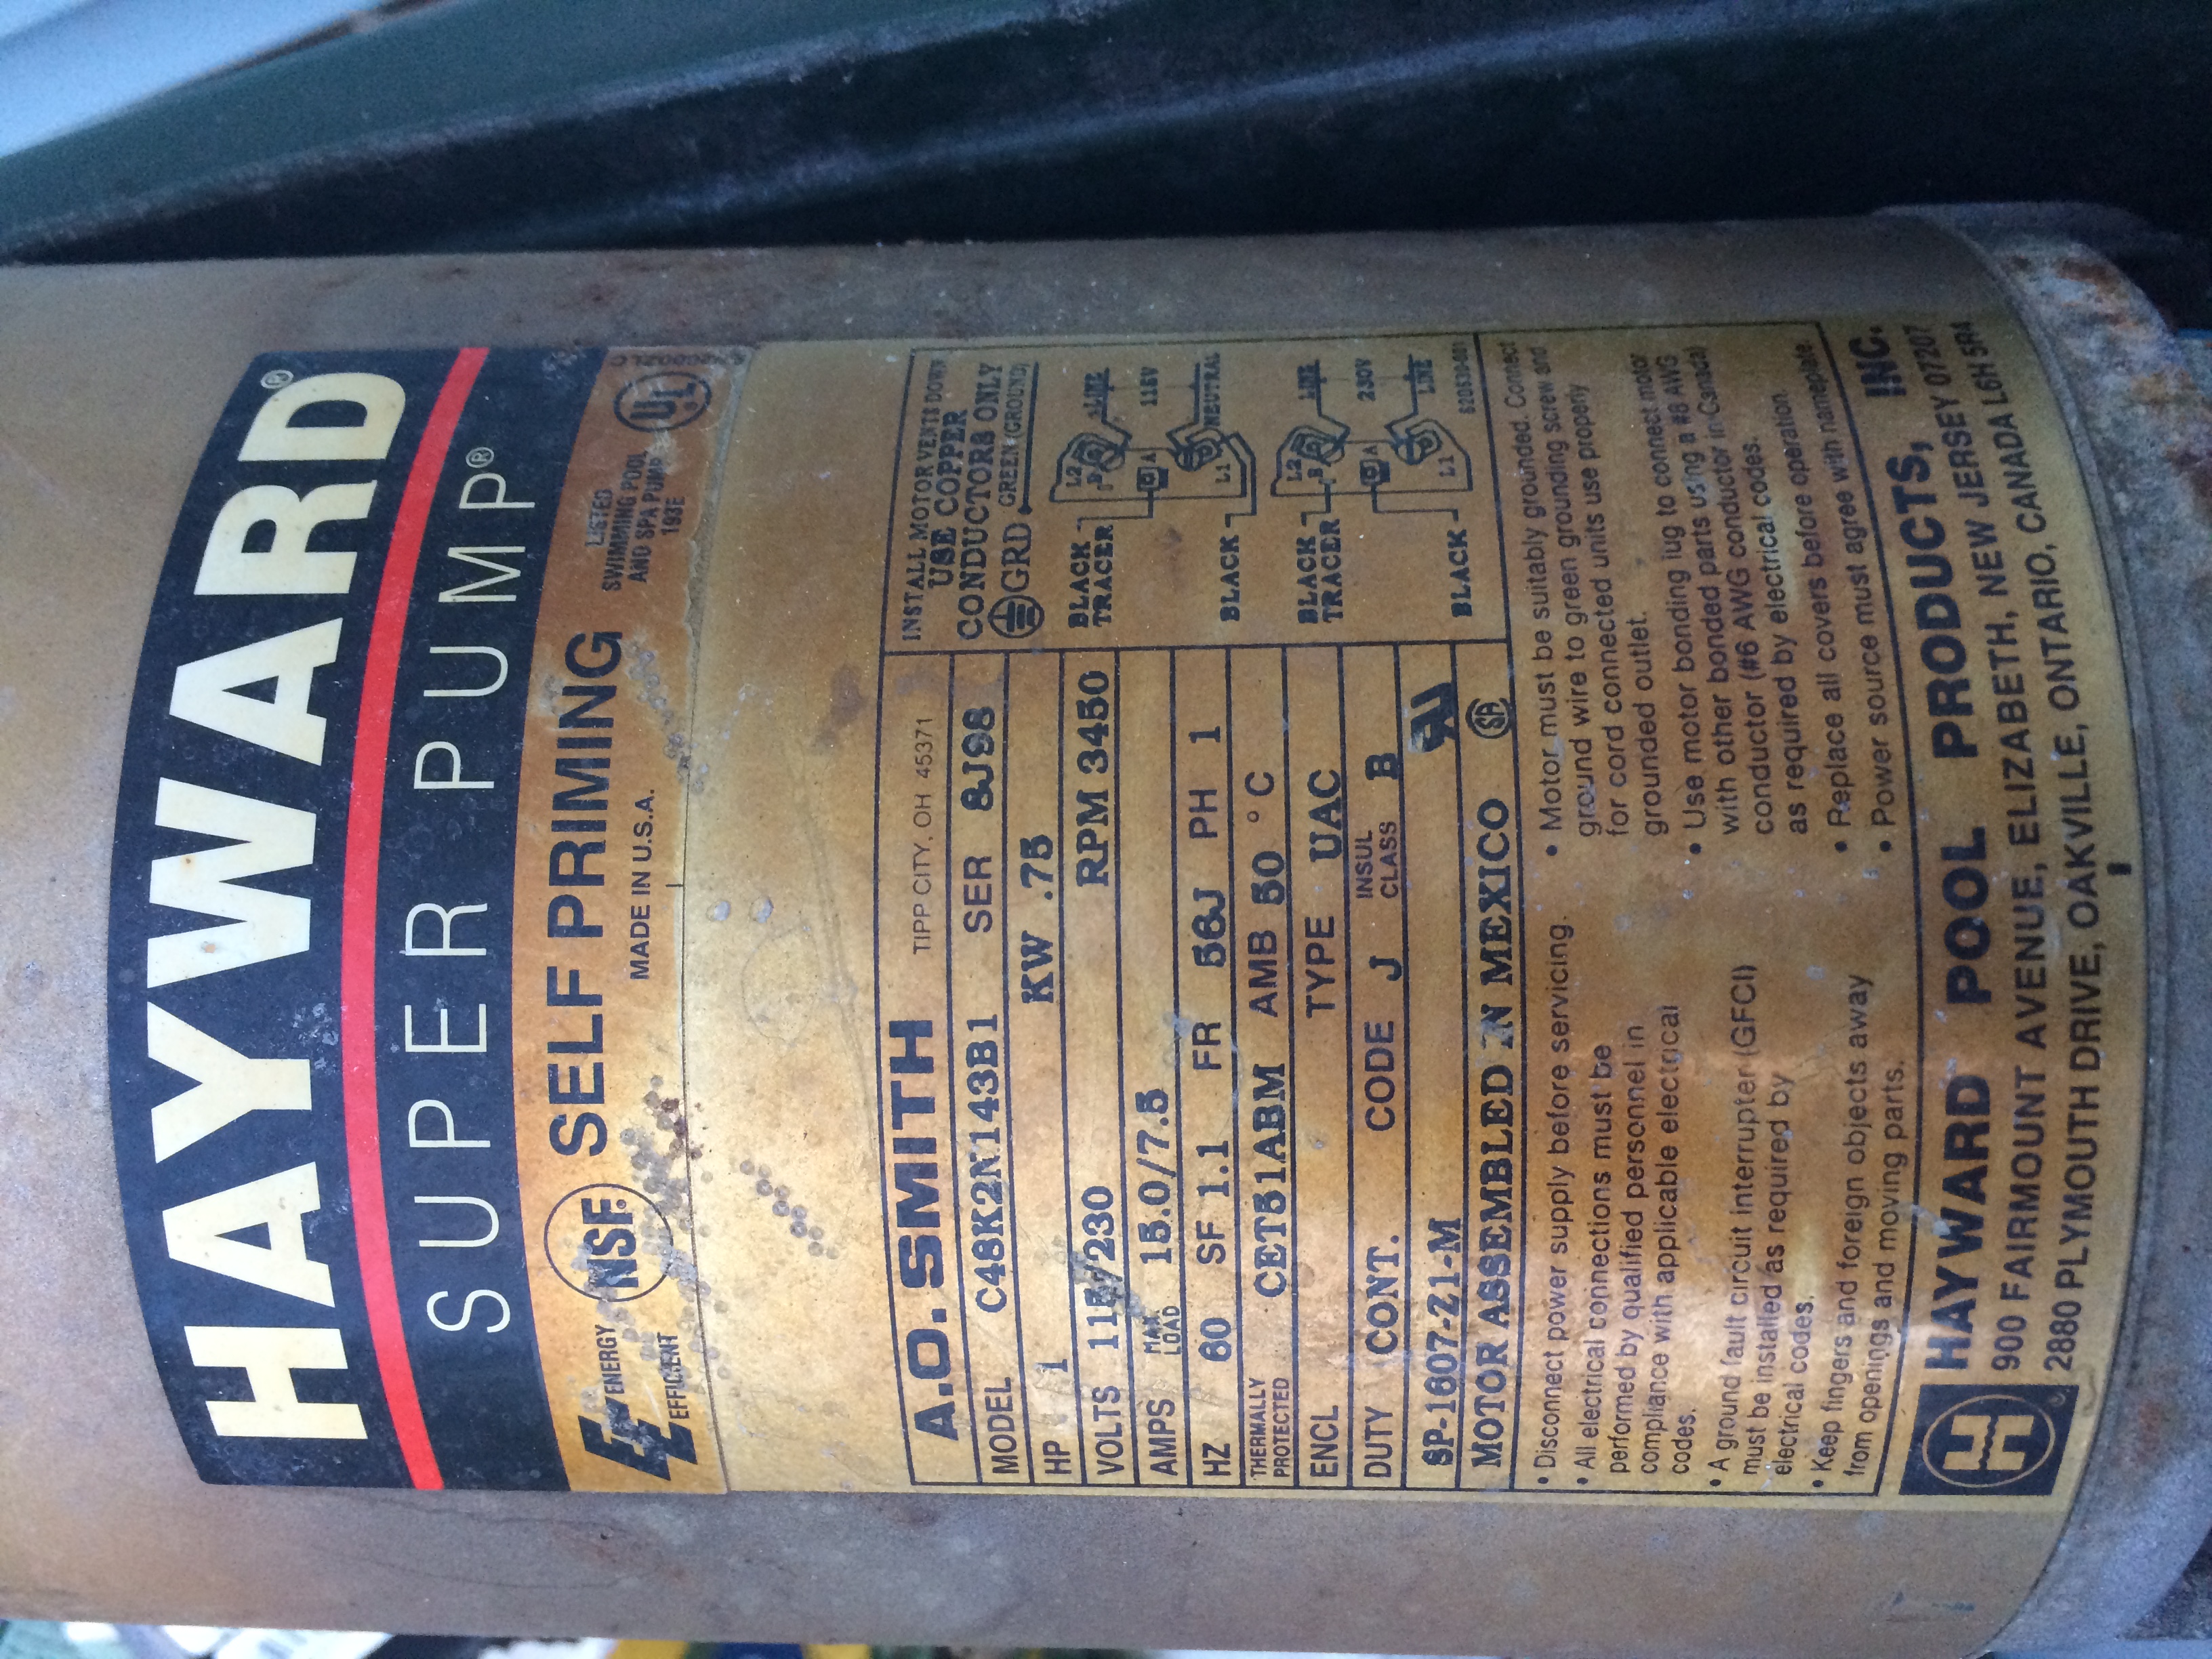 HAYWARD®
SUPER PUMP®
ENERGY
EFFICIENT
NSF®
SELF PRIMING
MADE IN U.S.A.
LISTED
SWIMMING POOL
AND SPA PUMP
193E
UL
A.O. SMITH TIPP CITY, OH 45371
MODEL C48K2N143B1 SER 8J98
HP 1 KW .75
VOLTS 115/230 RPM 3450
AMPS MAX LOAD 15.0/7.5
HZ 60 SF 1.1 FR 56J PH 1
THERMALLY PROTECTED CET51ABM AMB 50 °C
ENCL TYPE UAC
DUTY CONT. CODE J INSUL CLASS B
SP-1607-Z1-M
MOTOR ASSEMBLED IN MEXICO SA
INSTALL MOTOR VENTS DOWN
USE COPPER
CONDUCTORS ONLY
GRD GREEN (GROUND)
BLACK
TRACER
L2
B
LINE
115V
A
BLACK
L1
NEUTRAL
BLACK
TRACER
L2
B
LINE
230V
A
BLACK
L1
LINE
• Disconnect power supply before servicing.
• All electrical connections must be
performed by qualified personnel in
compliance with applicable electrical
codes.
• A ground fault circuit interrupter (GFCI)
must be installed as required by
electrical codes.
• Keep fingers and foreign objects away
from openings and moving parts.
• Motor must be suitably grounded. Connect
ground wire to green grounding screw and
for cord connected units use properly
grounded outlet.
• Use motor bonding lug to connect motor
with other bonded parts using a #8 AWG
conductor (#6 AWG conductor in Canada)
as required by electrical codes.
• Replace all covers before operation.
• Power source must agree with nameplate.
H
HAYWARD POOL PRODUCTS, INC.
900 FAIRMOUNT AVENUE, ELIZABETH, NEW JERSEY 07207
2880 PLYMOUTH DRIVE, OAKVILLE, ONTARIO, CANADA L6H 5R4